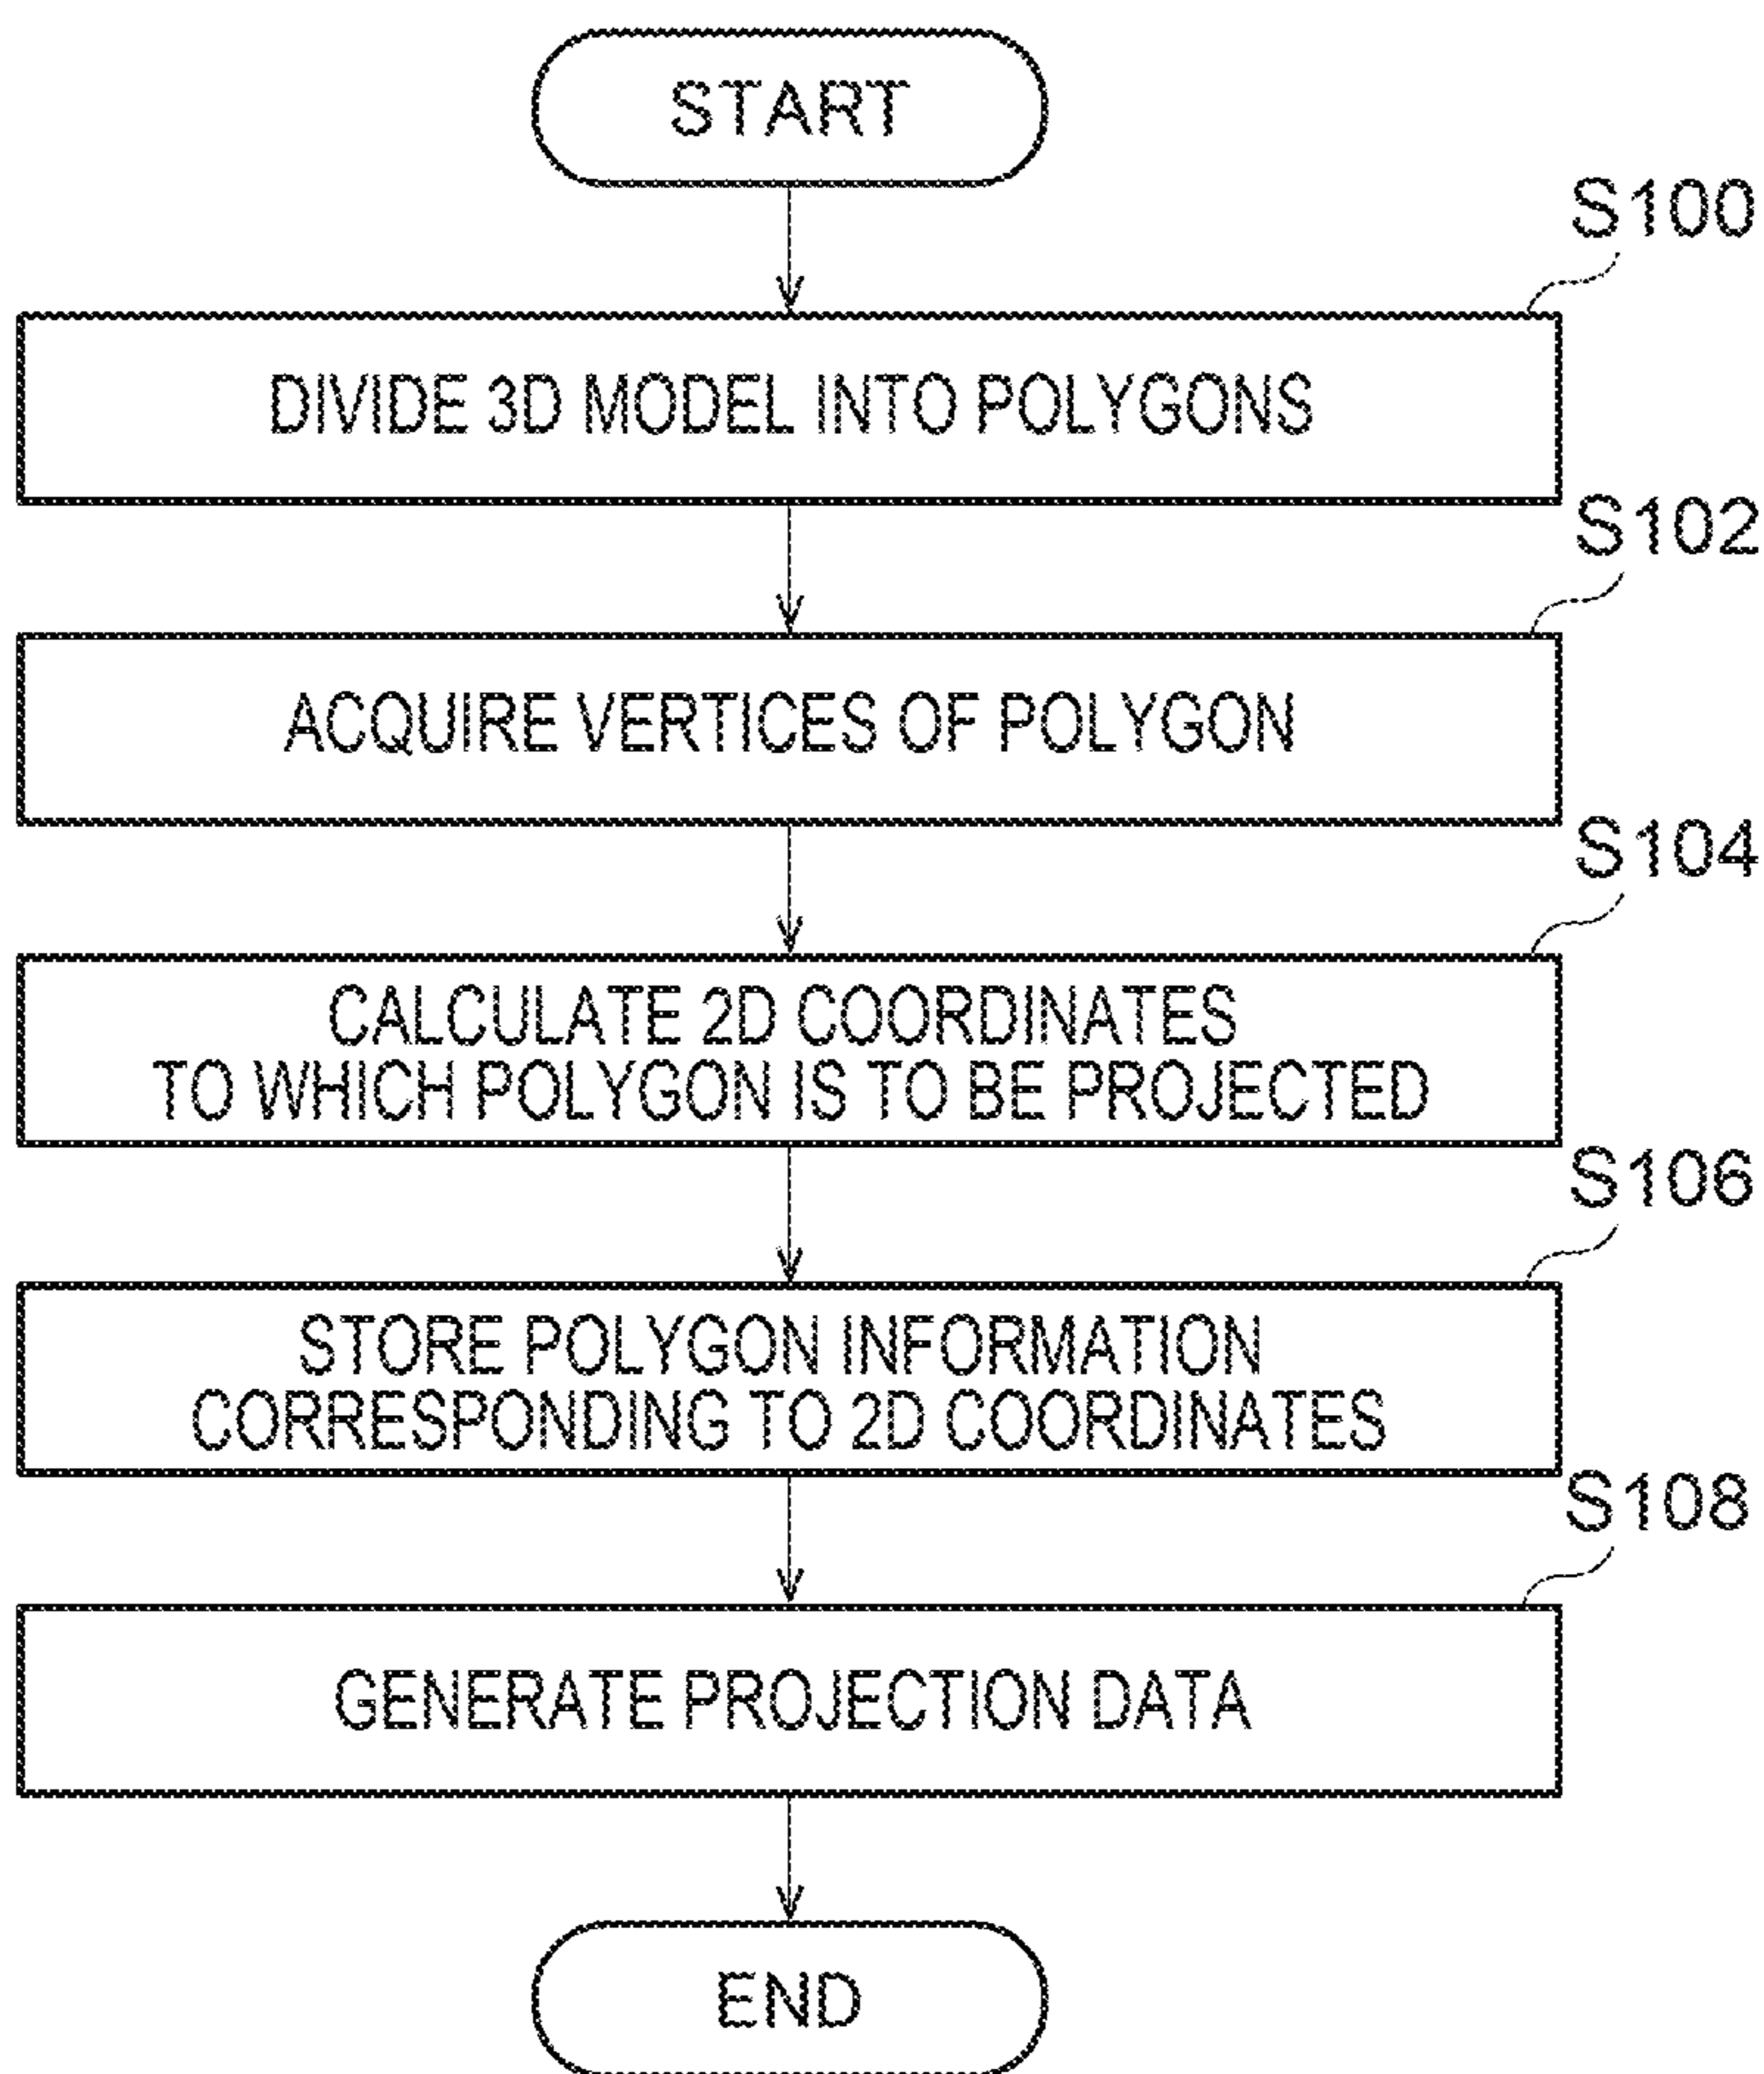 START
S100
DIVIDE 3D MODEL INTO POLYGONS
S102
ACQUIRE VERTICES OF POLYGON
S104
CALCULATE 2D COORDINATES
TO WHICH POLYGON IS TO BE PROJECTED
S106
STORE POLYGON INFORMATION
CORRESPONDING TO 2D COORDINATES
S108
GENERATE PROJECTION DATA
END